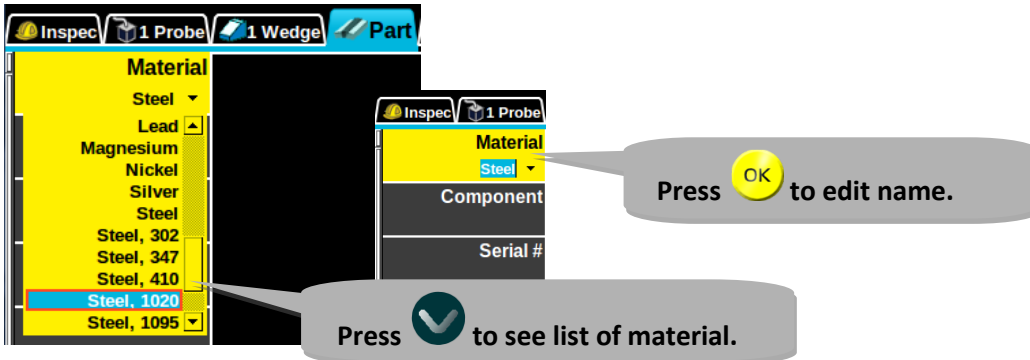 Inspec 1 Probe 1 Wedge Part
Material
Steel
Lead
Magnesium
Nickel
Silver
Steel
Steel, 302
Steel, 347
Steel, 410
Steel, 1020
Steel, 1095
Inspec 1 Probe
Material
Steel
Component
Serial #
Press OK to edit name.
Press to see list of material.